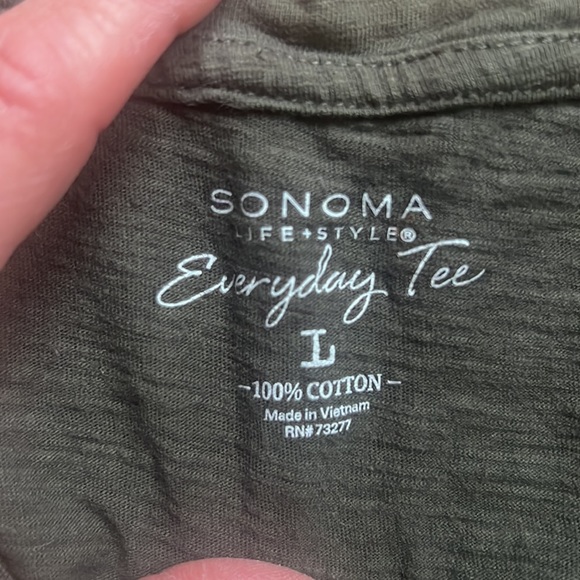 SONOMA
LIFE+STYLE®
Everyday Tee
L
–100% COTTON–
Made in Vietnam
RN# 73277